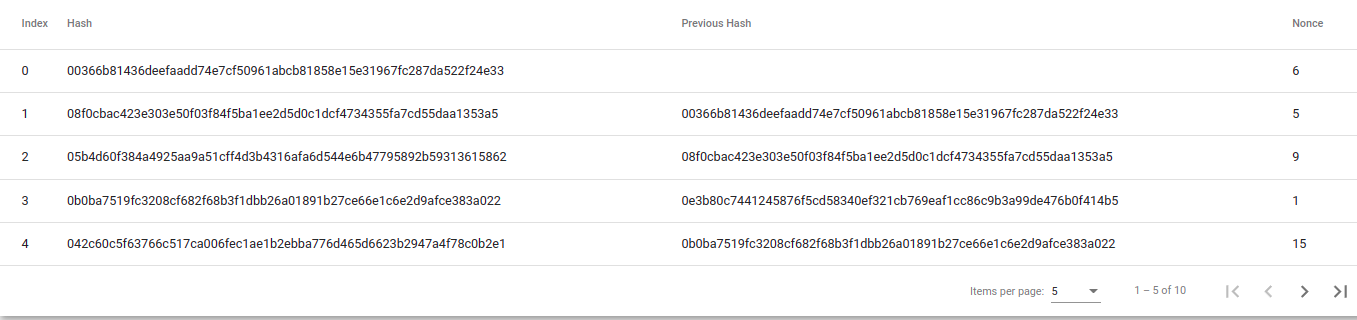 Index Hash Previous Hash Nonce
0 00366b81436deefaadd74e7cf50961abcb81858e15e31967fc287da522f24e33 6
1 08f0cbac423e303e50f03f84f5ba1ee2d5d0c1dcf4734355fa7cd55daa1353a5 00366b81436deefaadd74e7cf50961abcb81858e15e31967fc287da522f24e33 5
2 05b4d60f384a4925aa9a51cff4d3b4316afa6d544e6b47795892b59313615862 08f0cbac423e303e50f03f84f5ba1ee2d5d0c1dcf4734355fa7cd55daa1353a5 9
3 0b0ba7519fc3208cf682f68b3f1dbb26a01891b27ce66e1c6e2d9afce383a022 0e3b80c7441245876f5cd58340ef321cb769eaf1cc86c9b3a99de476b0f414b5 1
4 042c60c5f63766c517ca006fec1ae1b2ebba776d465d6623b2947a4f78c0b2e1 0b0ba7519fc3208cf682f68b3f1dbb26a01891b27ce66e1c6e2d9afce383a022 15
Items per page: 5 1 – 5 of 10